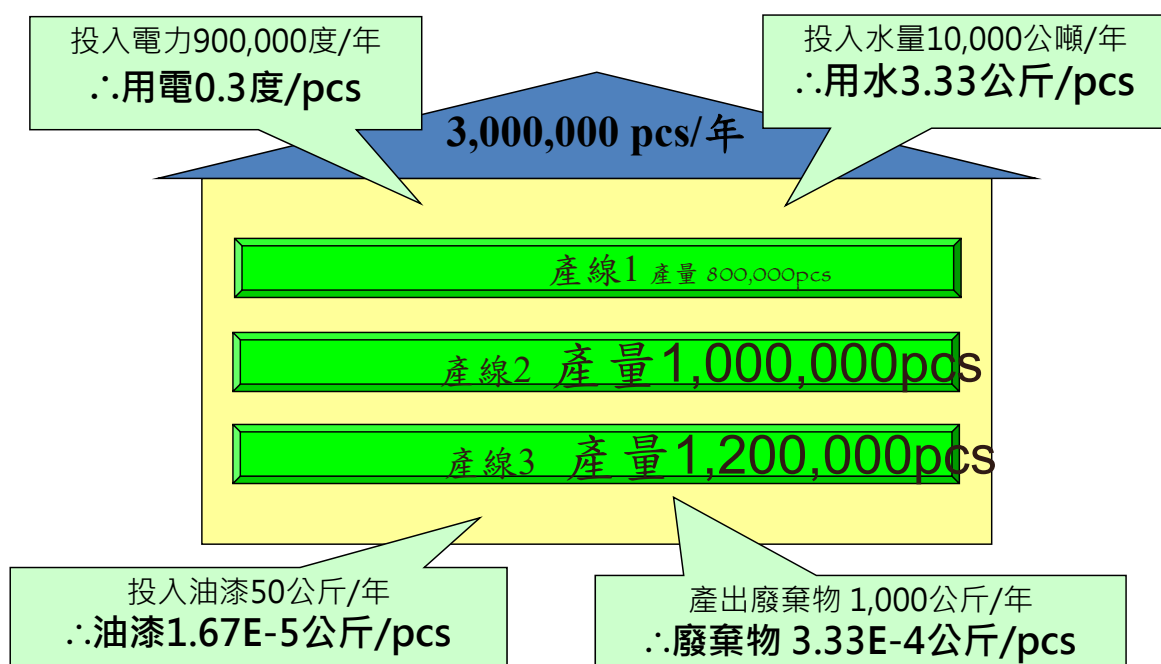 投入電力900,000度/年
∴用電0.3度/pcs
投入水量10,000公噸/年
∴用水3.33公斤/pcs
3,000,000 pcs/年
產線1 產量 800,000pcs
產線2 產量1,000,000pcs
產線3 產量1,200,000pcs
投入油漆50公斤/年
∴油漆1.67E-5公斤/pcs
產出廢棄物 1,000公斤/年
∴廢棄物 3.33E-4公斤/pcs